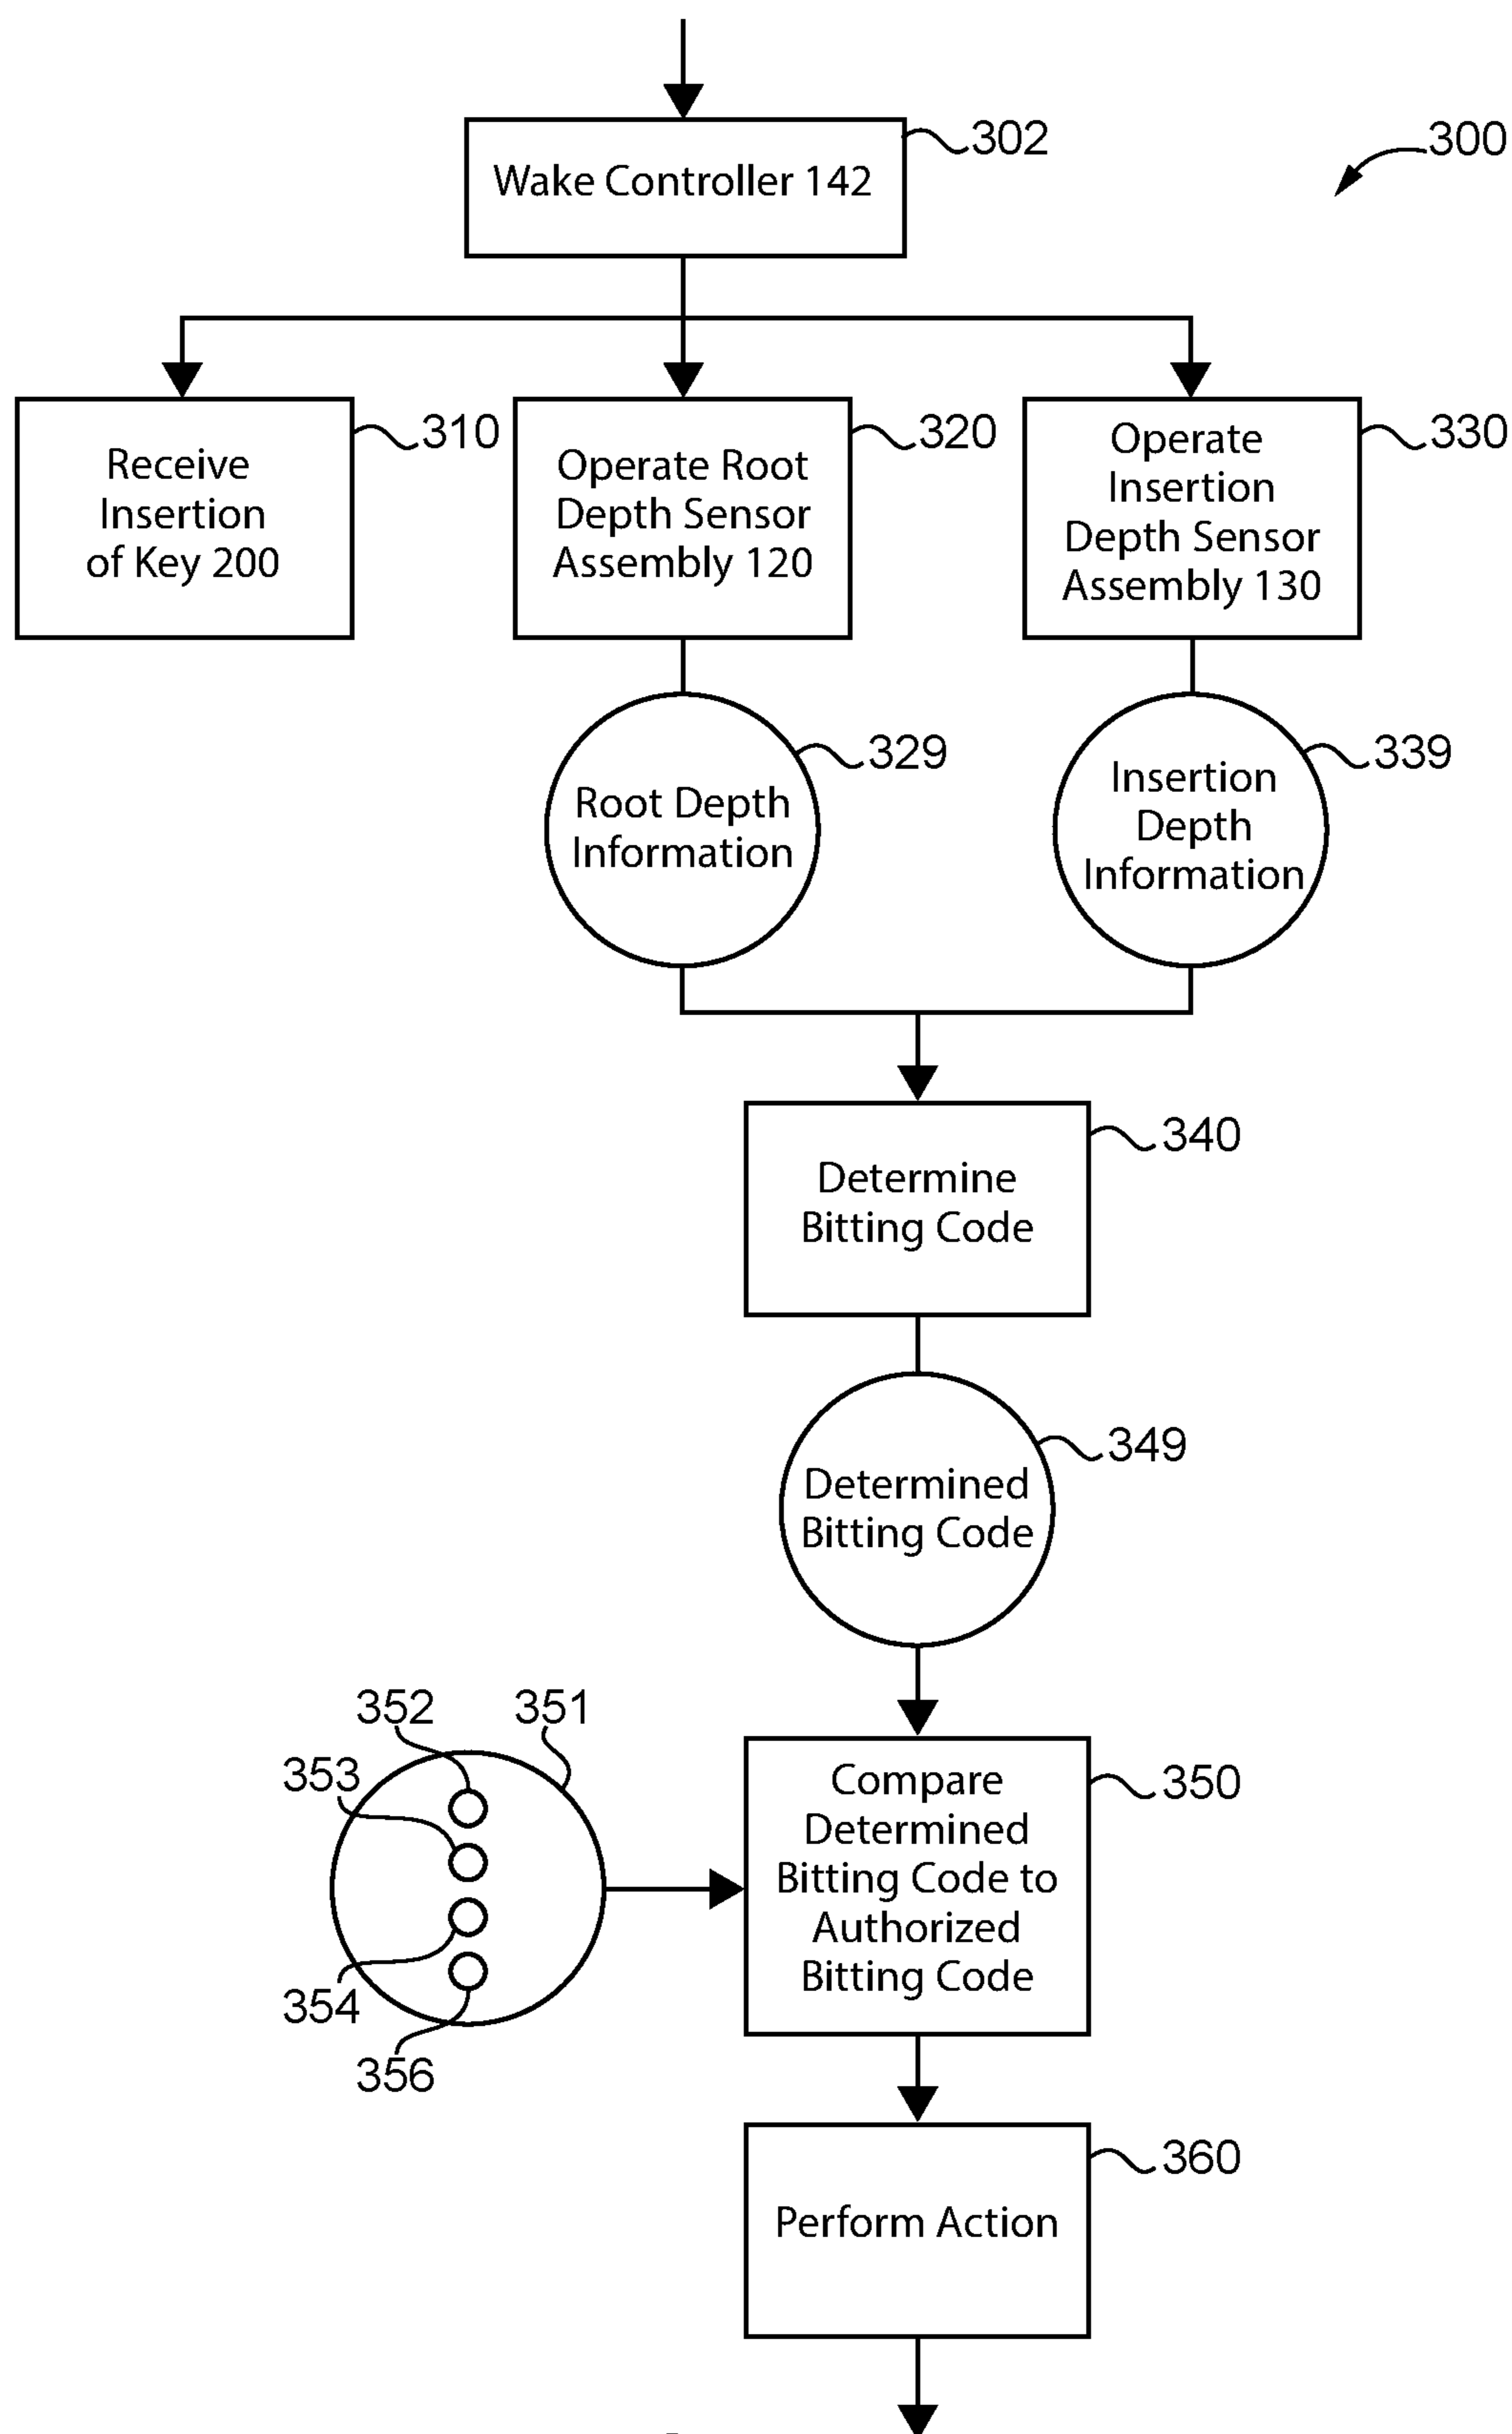 302
300
Wake Controller 142
310
320
330
Receive
Insertion
of Key 200
Operate Root
Depth Sensor
Assembly 120
Operate
Insertion
Depth Sensor
Assembly 130
329
339
Root Depth
Information
Insertion
Depth
Information
340
Determine
Bitting Code
349
Determined
Bitting Code
352
351
353
354
356
350
Compare
Determined
Bitting Code to
Authorized
Bitting Code
360
Perform Action